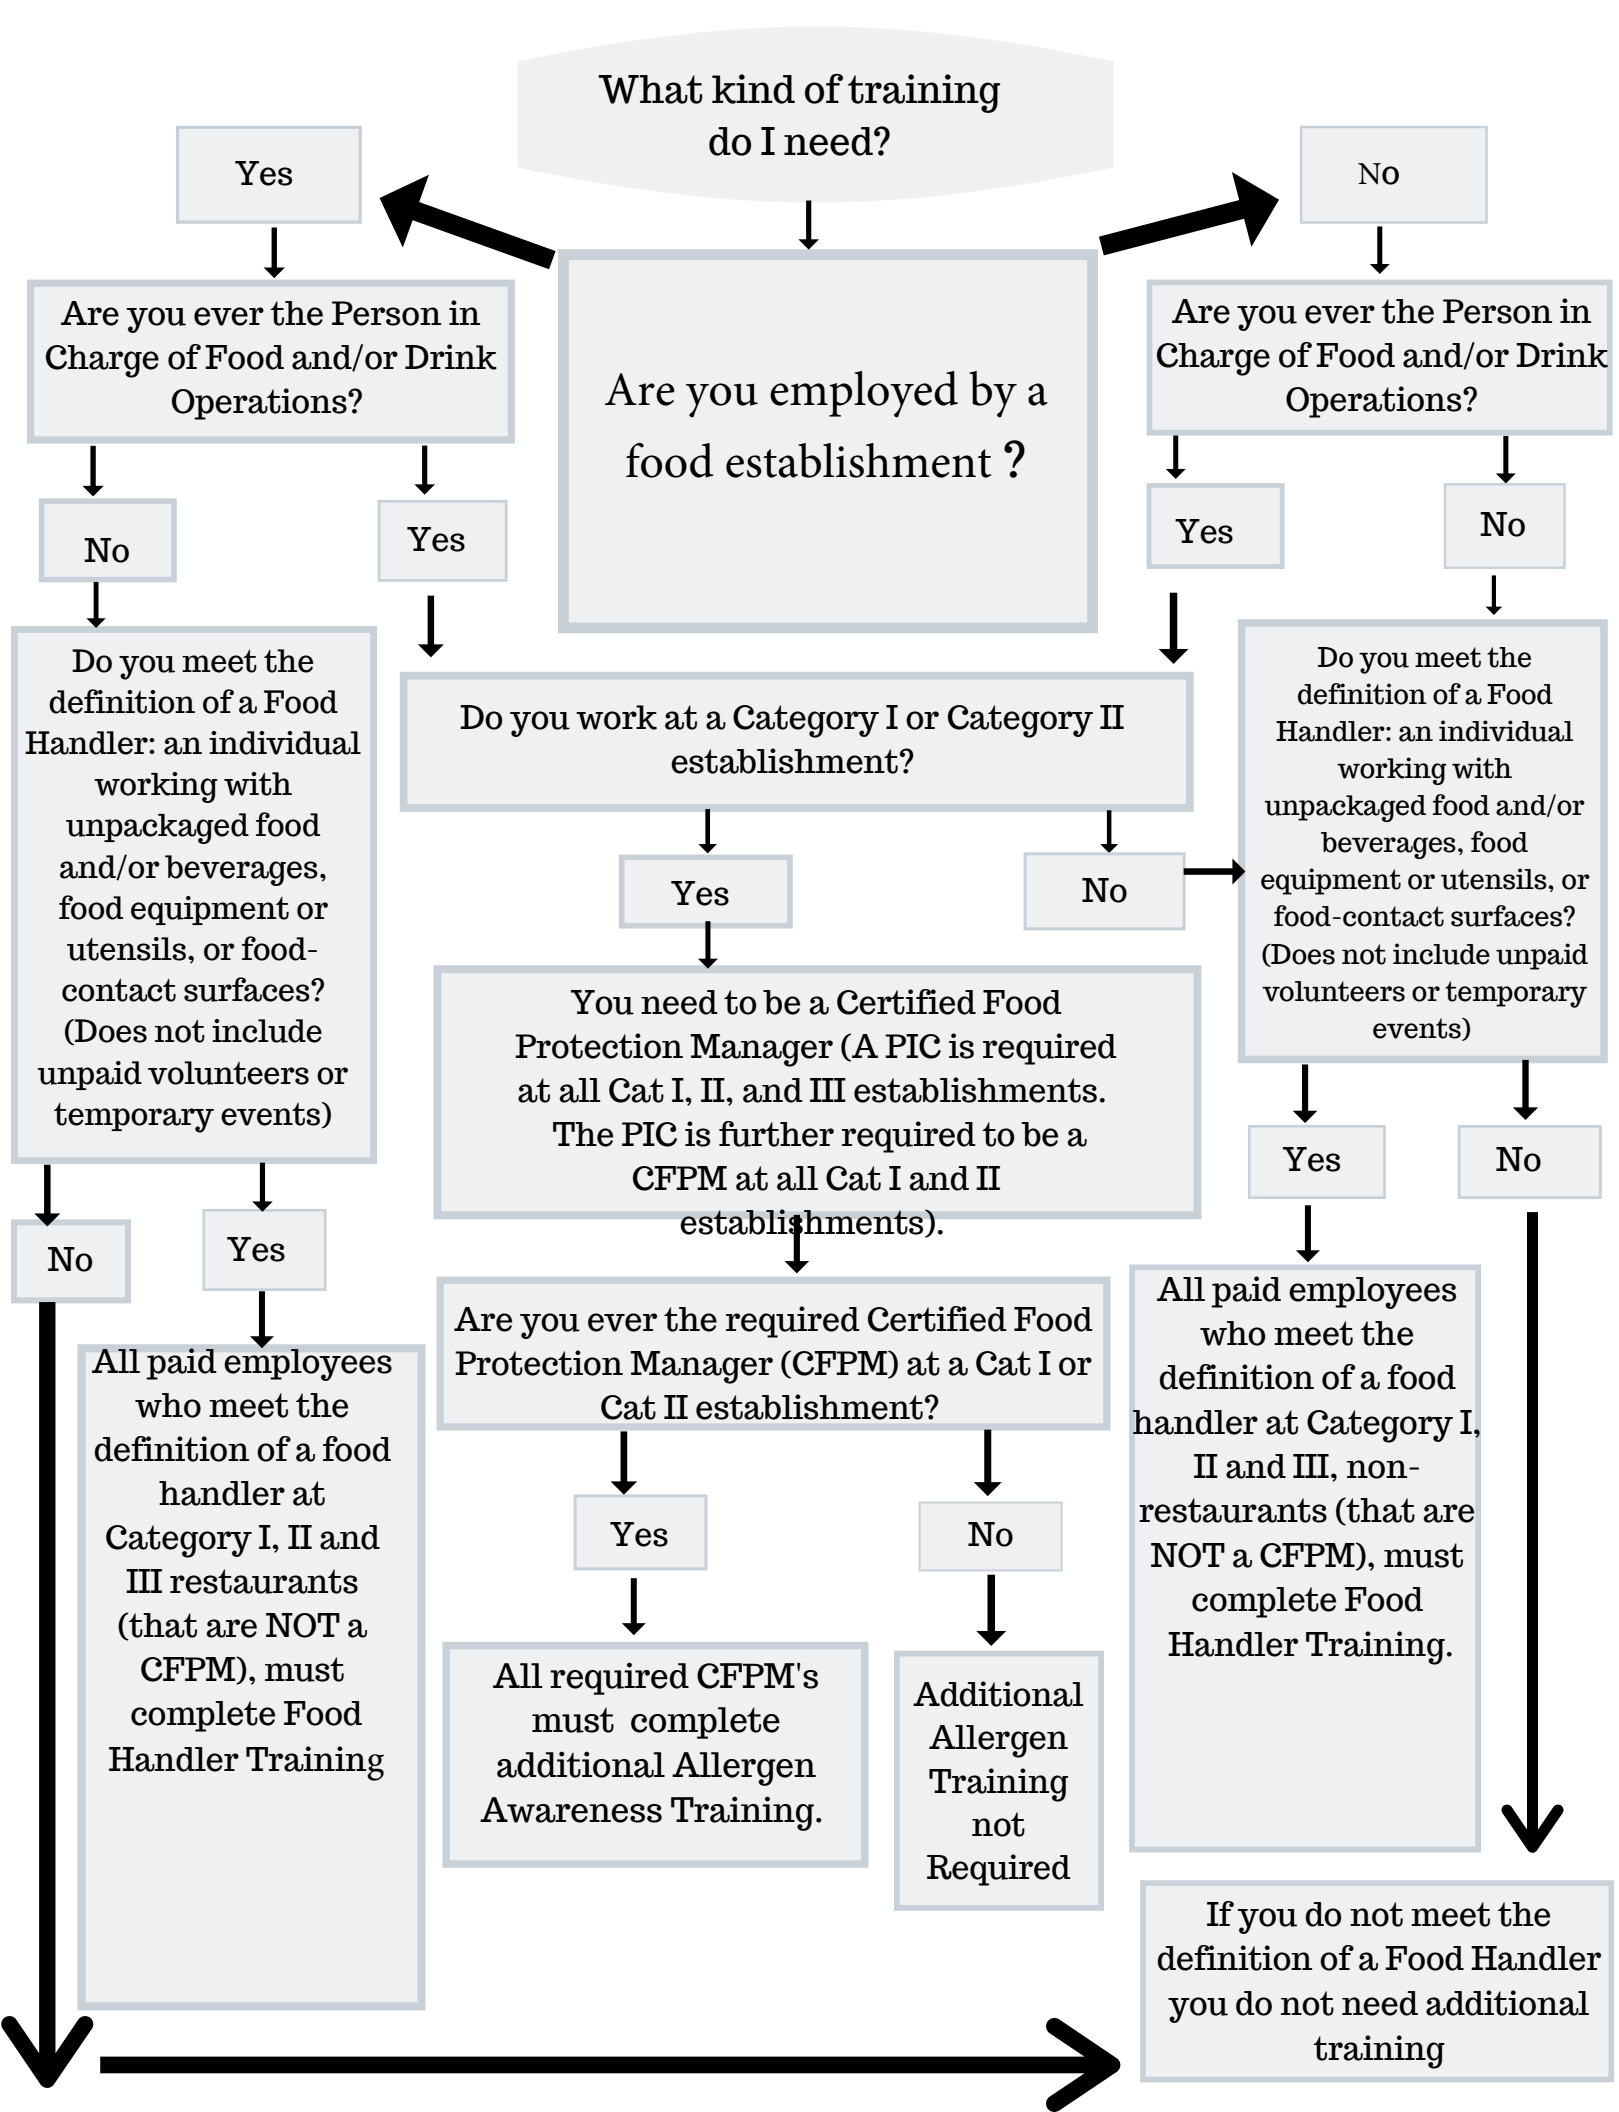 What kind of training
do I need?
Yes
No
Are you employed by a
food establishment ?
Are you ever the Person in
Charge of Food and/or Drink
Operations?
Are you ever the Person in
Charge of Food and/or Drink
Operations?
No
Yes
Yes
No
Do you meet the
definition of a Food
Handler: an individual
working with
unpackaged food
and/or beverages,
food equipment or
utensils, or food-
contact surfaces?
(Does not include
unpaid volunteers or
temporary events)
Do you work at a Category I or Category II
establishment?
Do you meet the
definition of a Food
Handler: an individual
working with
unpackaged food and/or
beverages, food
equipment or utensils, or
food-contact surfaces?
(Does not include unpaid
volunteers or temporary
events)
Yes
No
You need to be a Certified Food
Protection Manager (A PIC is required
at all Cat I, II, and III establishments.
The PIC is further required to be a
CFPM at all Cat I and II
establishments).
Yes
No
No
Yes
Are you ever the required Certified Food
Protection Manager (CFPM) at a Cat I or
Cat II establishment?
All paid employees
who meet the
definition of a food
handler at Category I,
II and III, non-
restaurants (that are
NOT a CFPM), must
complete Food
Handler Training.
All paid employees
who meet the
definition of a food
handler at
Category I, II and
III restaurants
(that are NOT a
CFPM), must
complete Food
Handler Training
Yes
No
All required CFPM's
must complete
additional Allergen
Awareness Training.
Additional
Allergen
Training
not
Required
If you do not meet the
definition of a Food Handler
you do not need additional
training